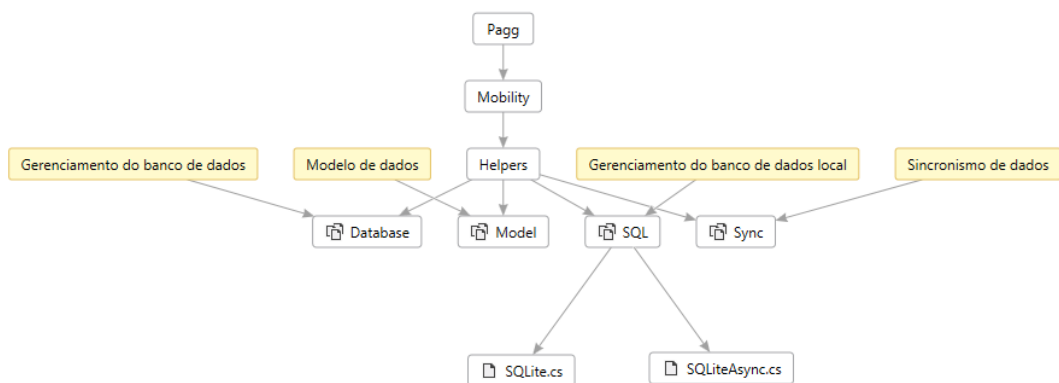 Pagg
Mobility
Gerenciamento do banco de dados
Modelo de dados
Helpers
Gerenciamento do banco de dados local
Sincronismo de dados
Database
Model
SQL
Sync
SQLite.cs
SQLiteAsync.cs